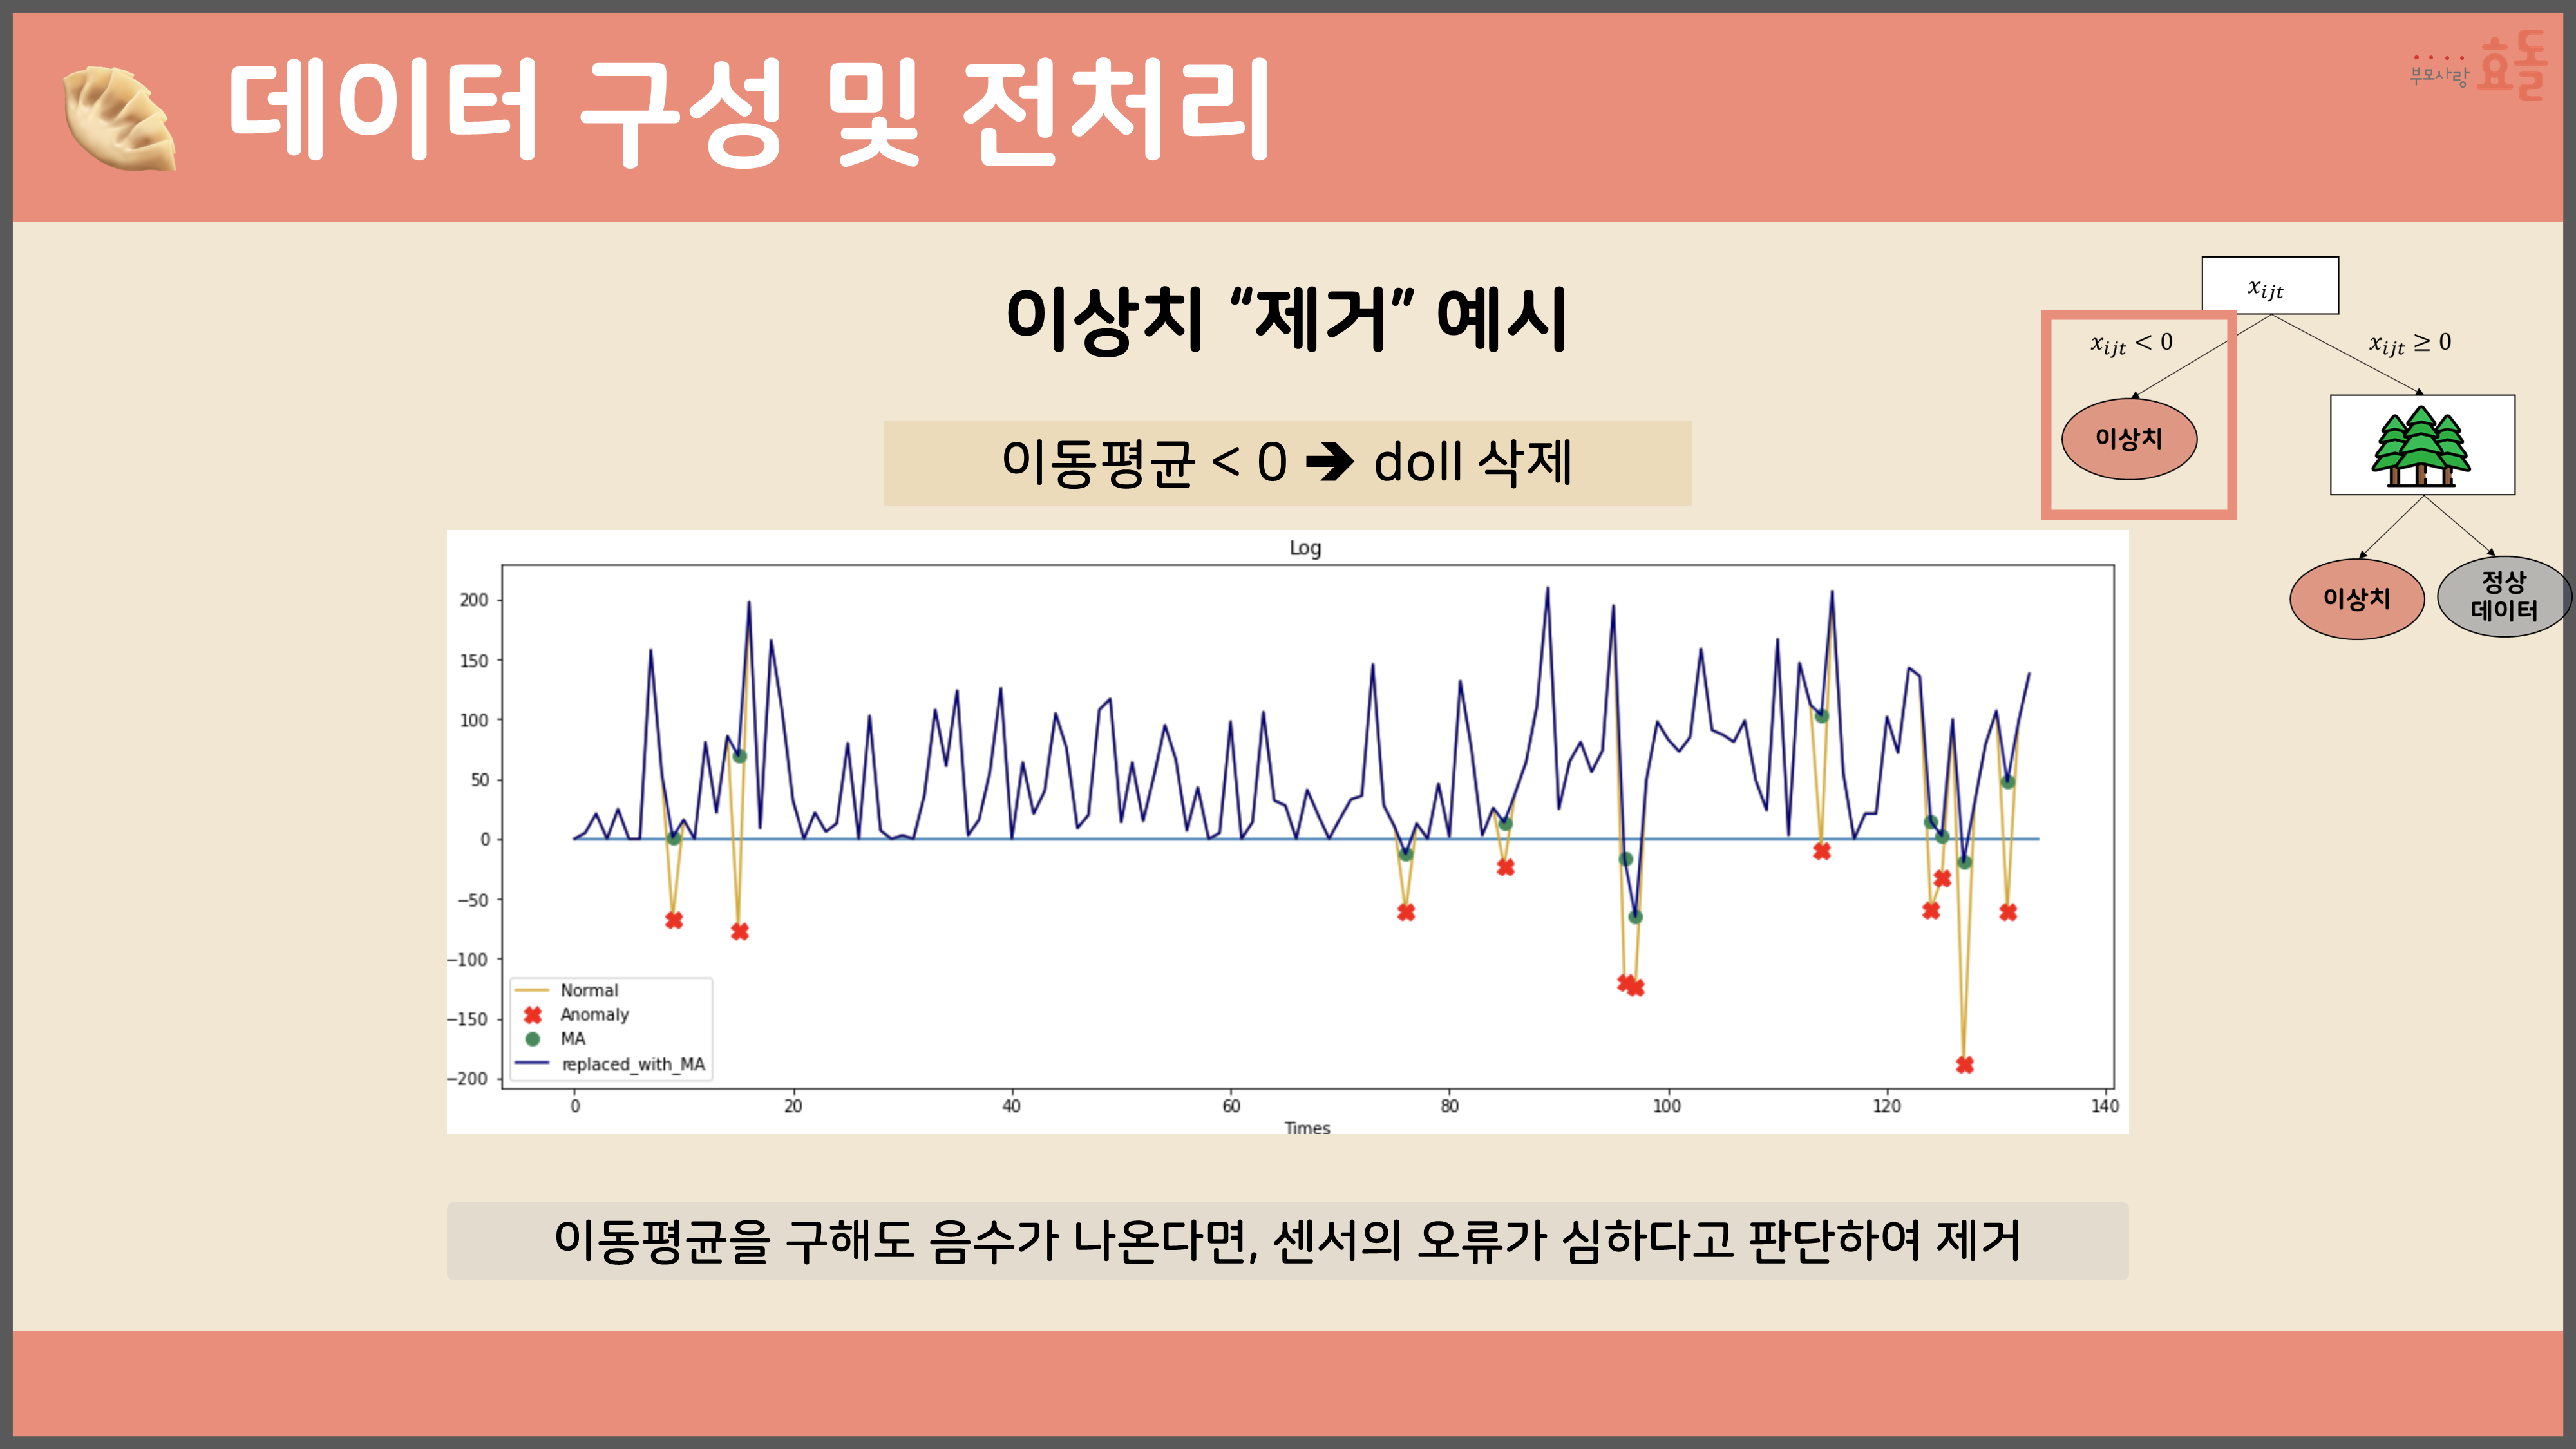 데이터 구성 및 전처리
부모사랑 효돌
이상치 “제거” 예시
이동평균 < 0 → doll 삭제
x_ijt
x_ijt < 0
x_ijt ≥ 0
이상치
이상치
정상
데이터
Log
200
150
100
50
0
−50
−100
−150
−200
Normal
Anomaly
MA
replaced_with_MA
0 20 40 60 80 100 120 140
Times
이동평균을 구해도 음수가 나온다면, 센서의 오류가 심하다고 판단하여 제거